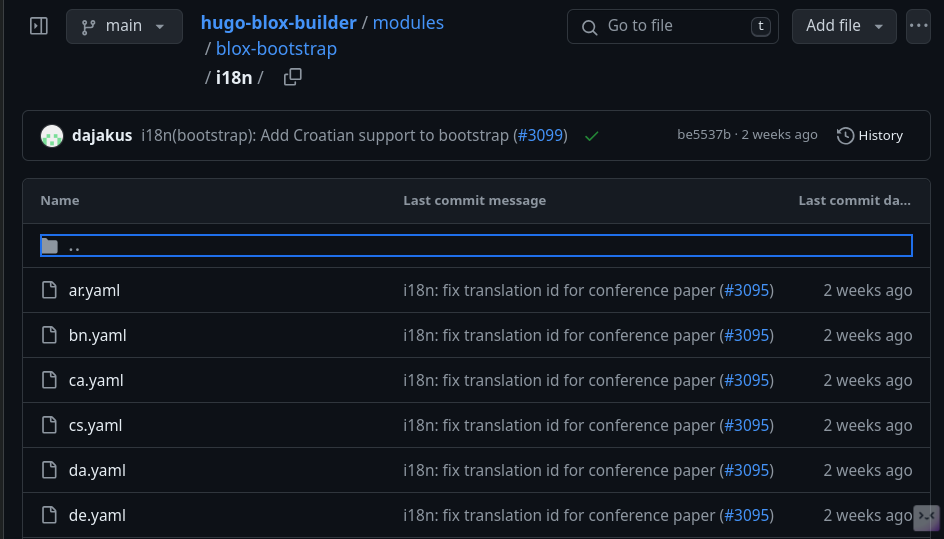 main
hugo-blox-builder / modules
/ blox-bootstrap
/ i18n /
Go to file
t
Add file
dajakus i18n(bootstrap): Add Croatian support to bootstrap (#3099)
be5537b · 2 weeks ago
History
Name Last commit message Last commit da...
..
ar.yaml i18n: fix translation id for conference paper (#3095) 2 weeks ago
bn.yaml i18n: fix translation id for conference paper (#3095) 2 weeks ago
ca.yaml i18n: fix translation id for conference paper (#3095) 2 weeks ago
cs.yaml i18n: fix translation id for conference paper (#3095) 2 weeks ago
da.yaml i18n: fix translation id for conference paper (#3095) 2 weeks ago
de.yaml i18n: fix translation id for conference paper (#3095) 2 weeks ago